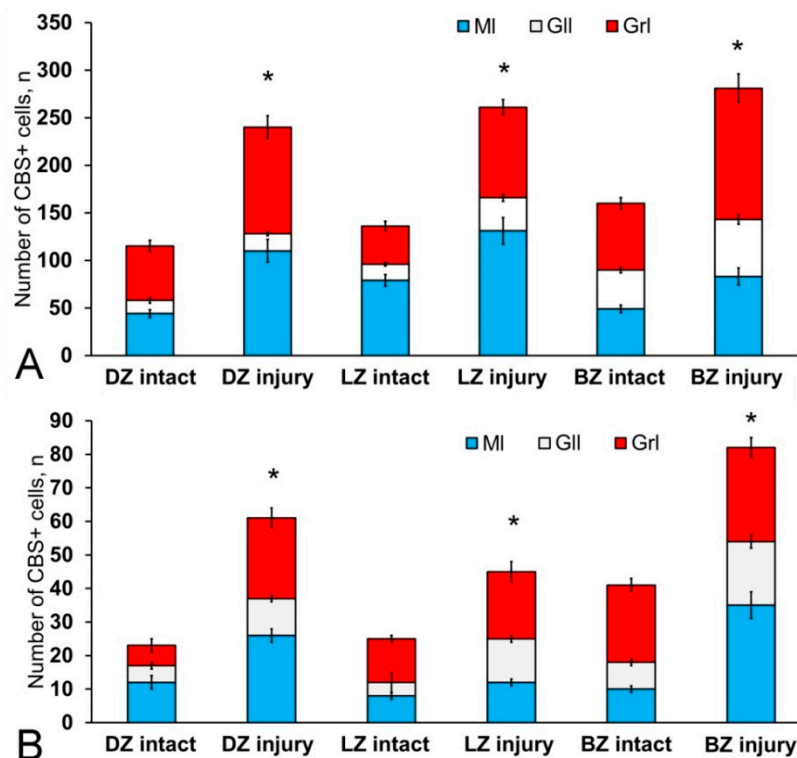 350
300
250
200
150
100
50
0
Number of CBS+ cells, n
Ml Gll Grl
* * *
A
DZ intact DZ injury LZ intact LZ injury BZ intact BZ injury
90
80
70
60
50
40
30
20
10
0
Number of CBS+ cells, n
Ml Gll Grl
* * *
B
DZ intact DZ injury LZ intact LZ injury BZ intact BZ injury